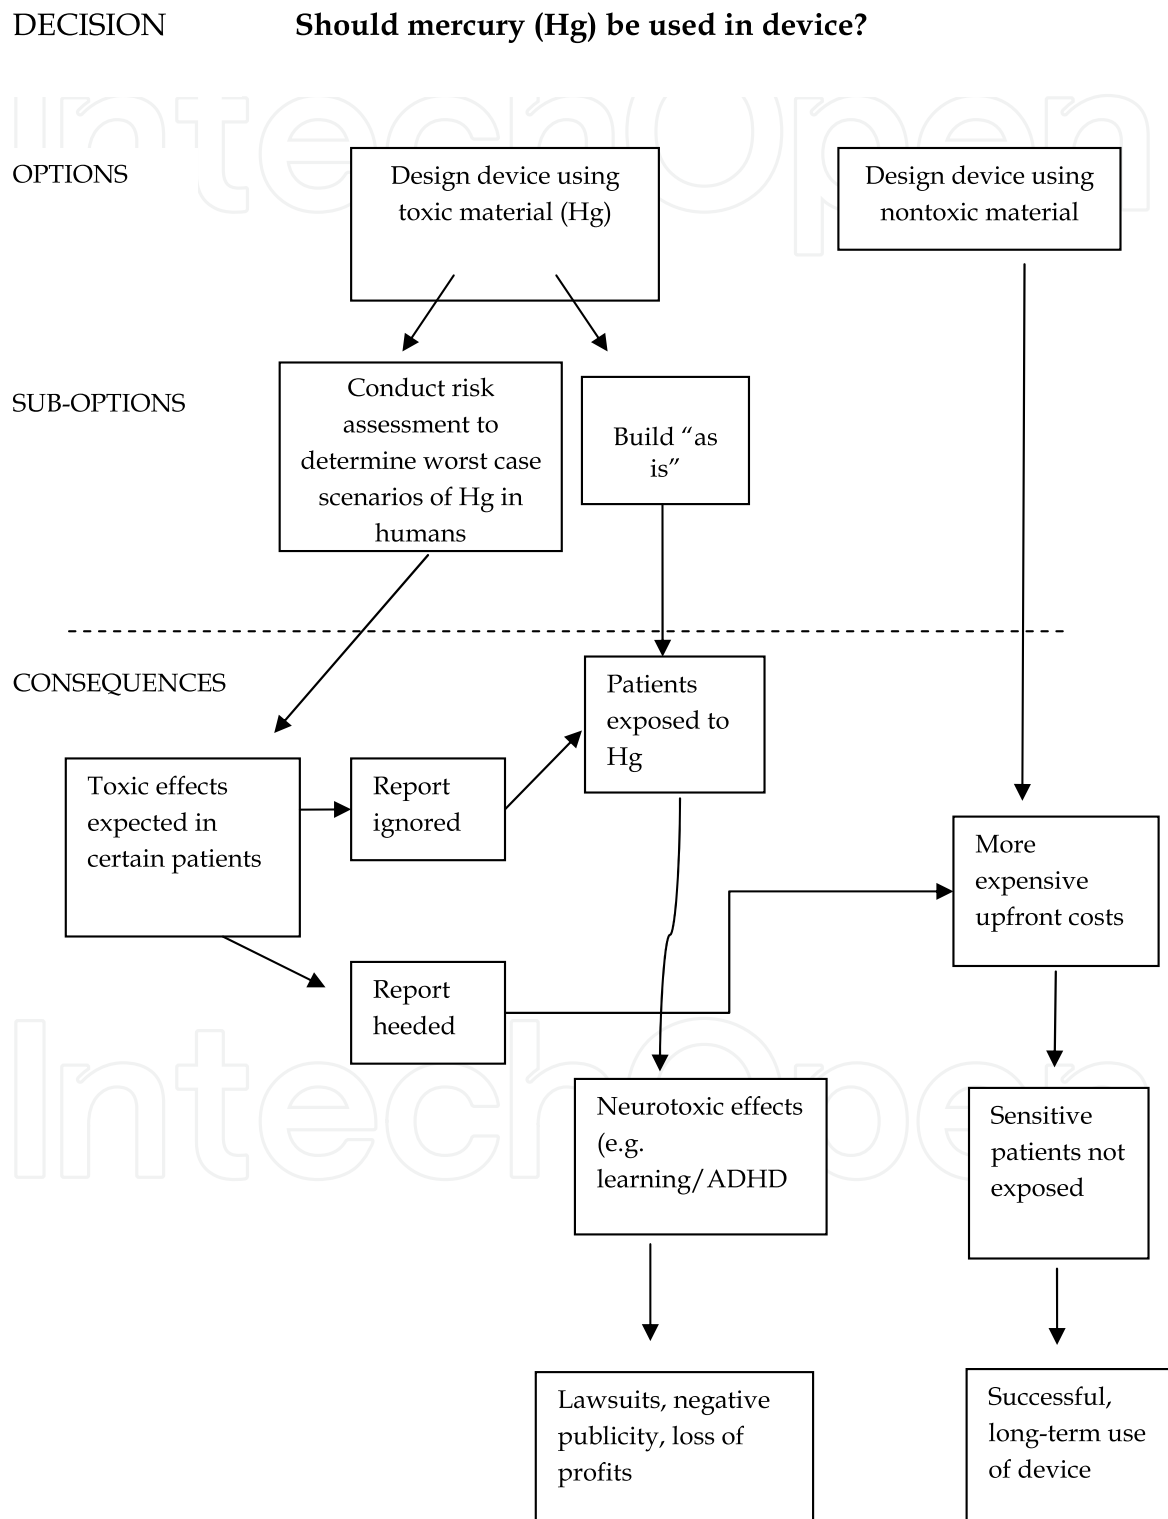 DECISION Should mercury (Hg) be used in device?
IntechOpen
OPTIONS
Design device using
toxic material (Hg)
Design device using
nontoxic material
SUB-OPTIONS
Conduct risk
assessment to
determine worst case
scenarios of Hg in
humans
Build “as
is”
CONSEQUENCES
Patients
exposed to
Hg
Toxic effects
expected in
certain patients
Report
ignored
More
expensive
upfront costs
Report
heeded
IntechOpen
Neurotoxic effects
(e.g.
learning/ADHD
Sensitive
patients not
exposed
Lawsuits, negative
publicity, loss of
profits
Successful,
long-term use
of device